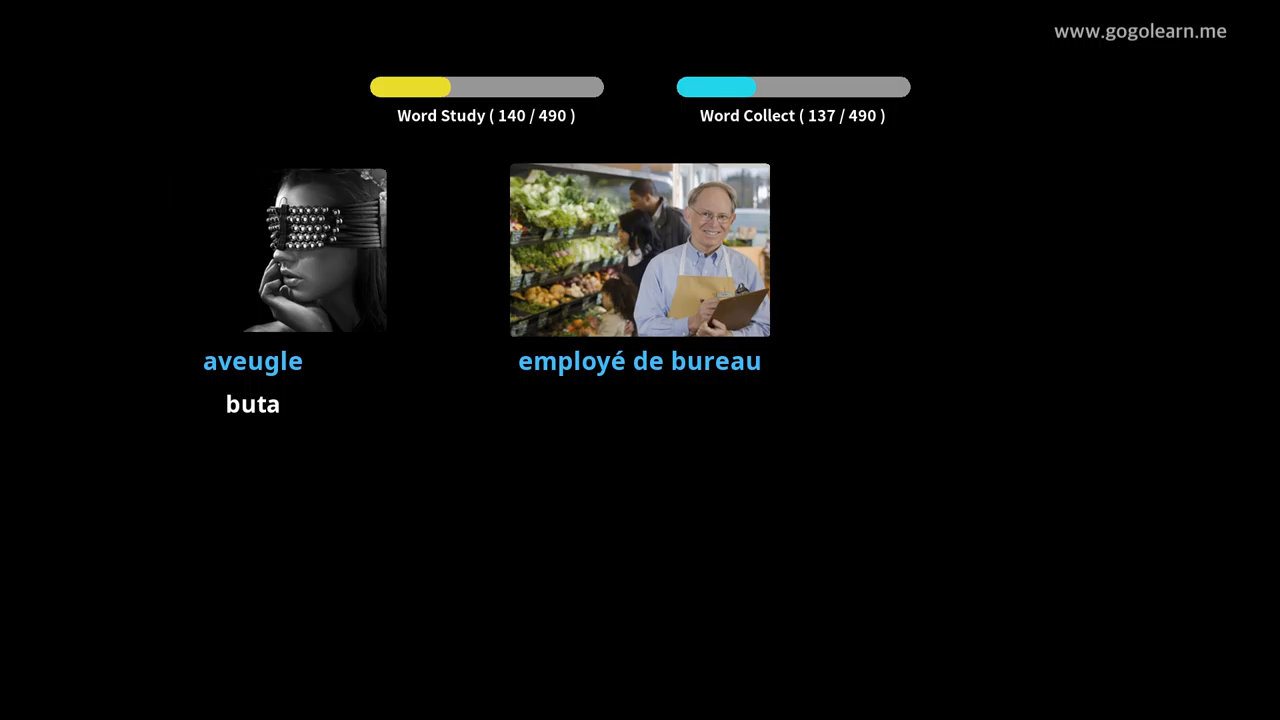 www.gogolearn.me
Word Study ( 140 / 490 )
Word Collect ( 137 / 490 )
aveugle
employé de bureau
buta